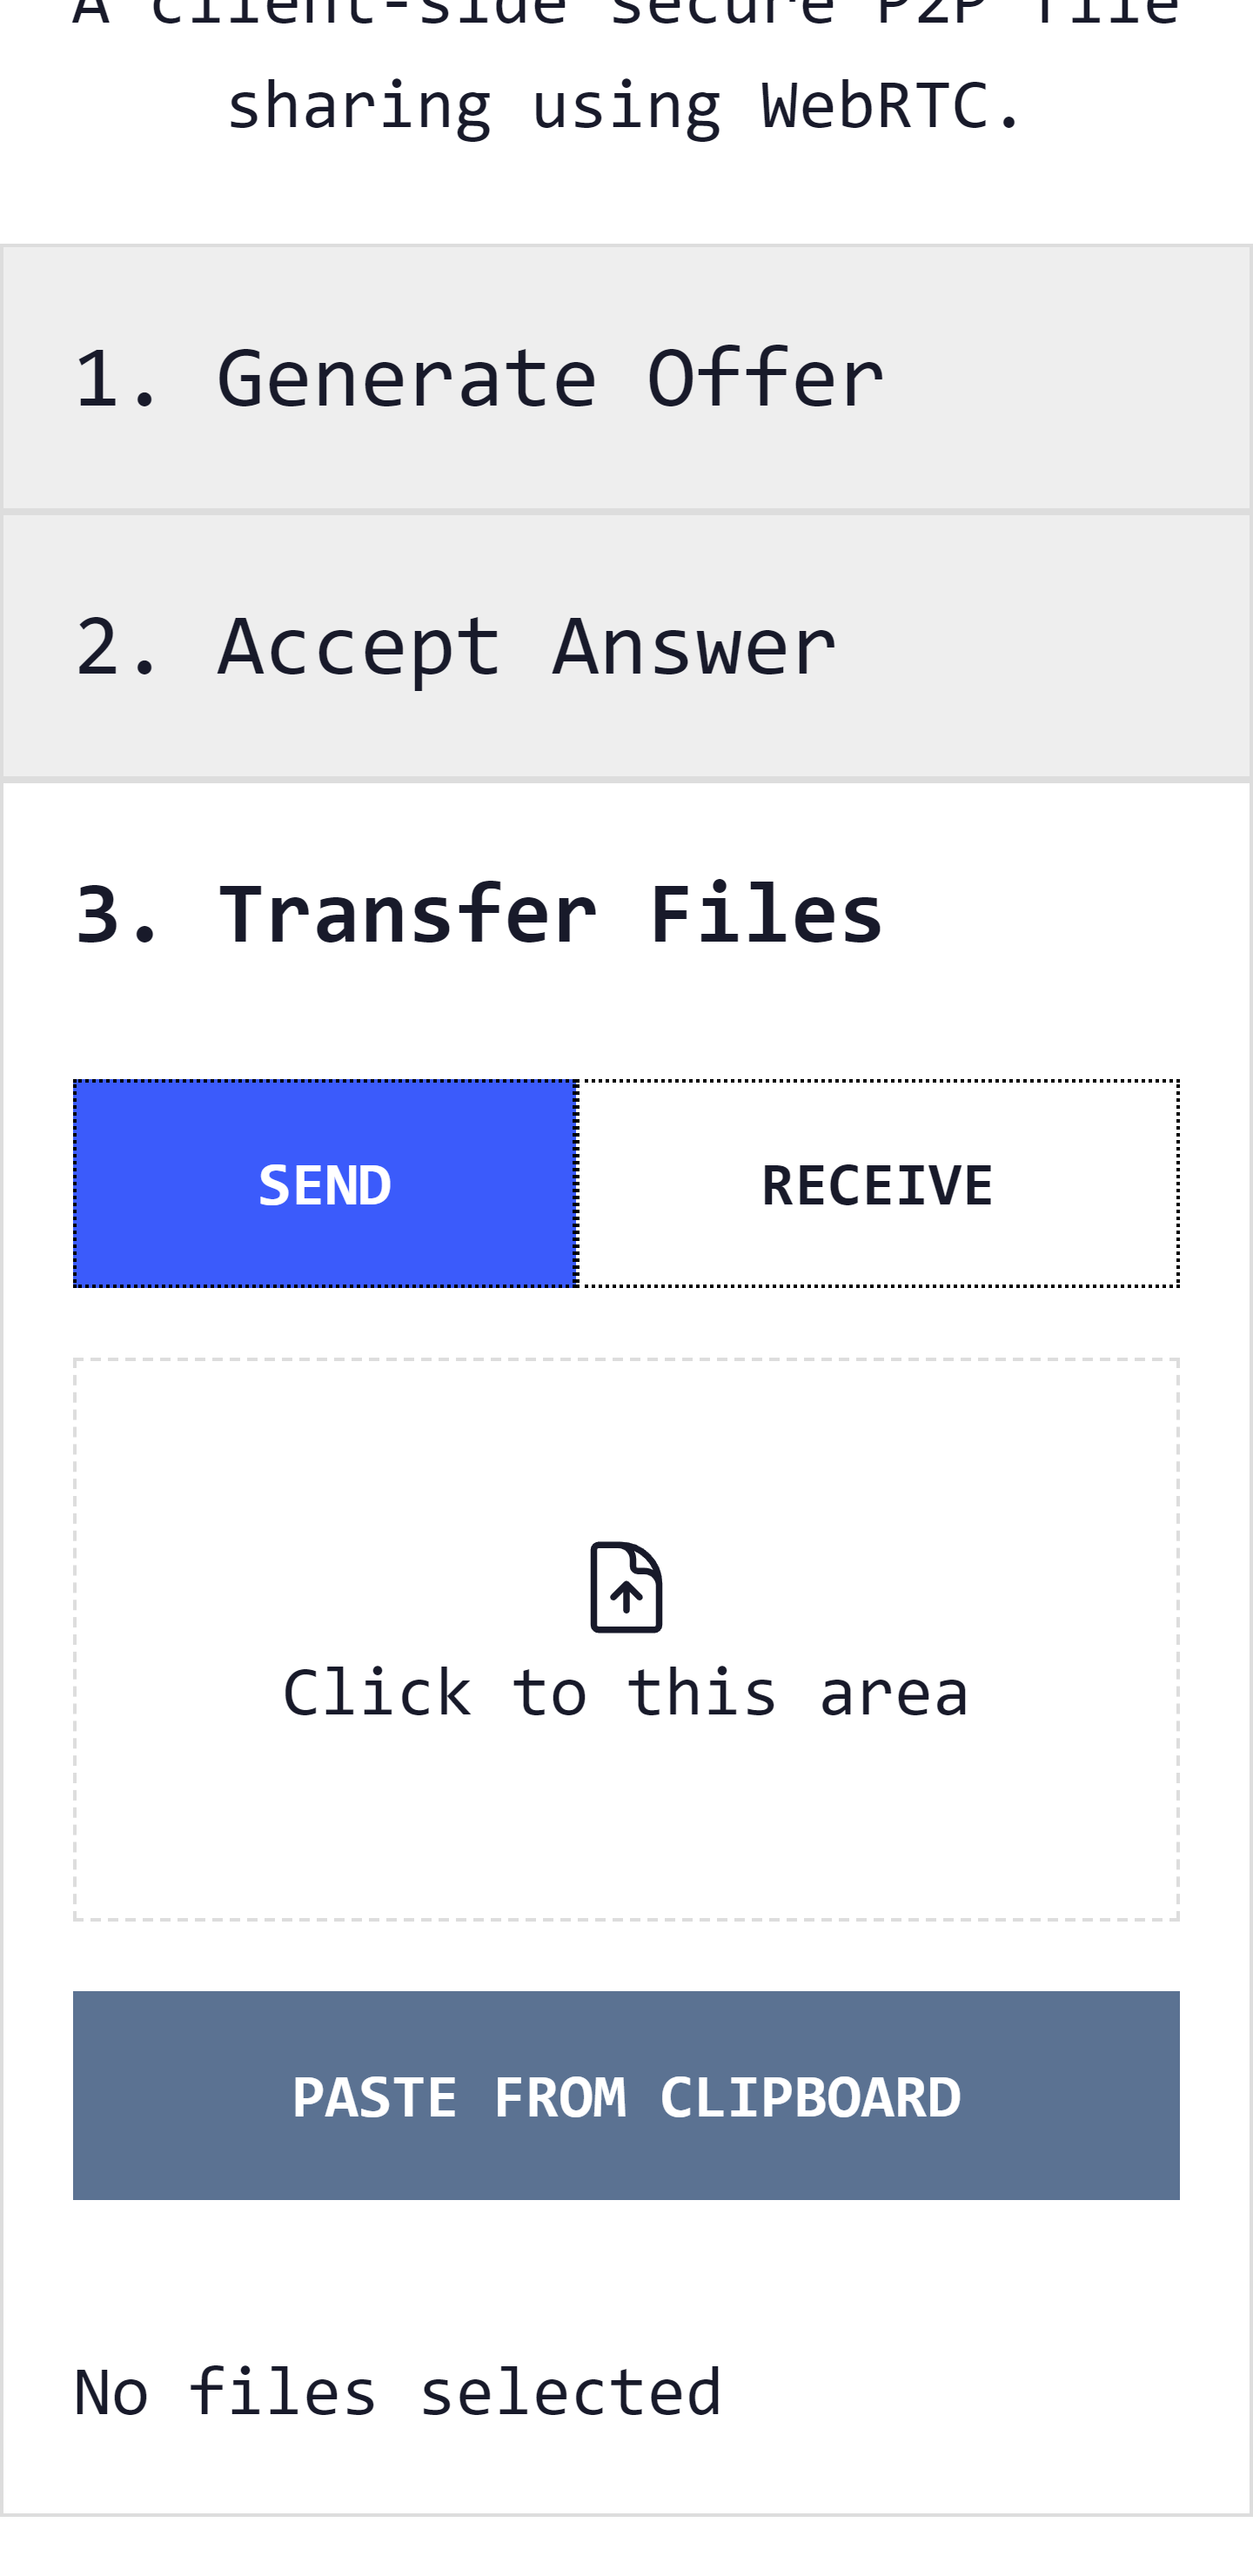 A client-side secure P2P file
sharing using WebRTC.
1. Generate Offer
2. Accept Answer
3. Transfer Files
SEND
RECEIVE
Click to this area
PASTE FROM CLIPBOARD
No files selected